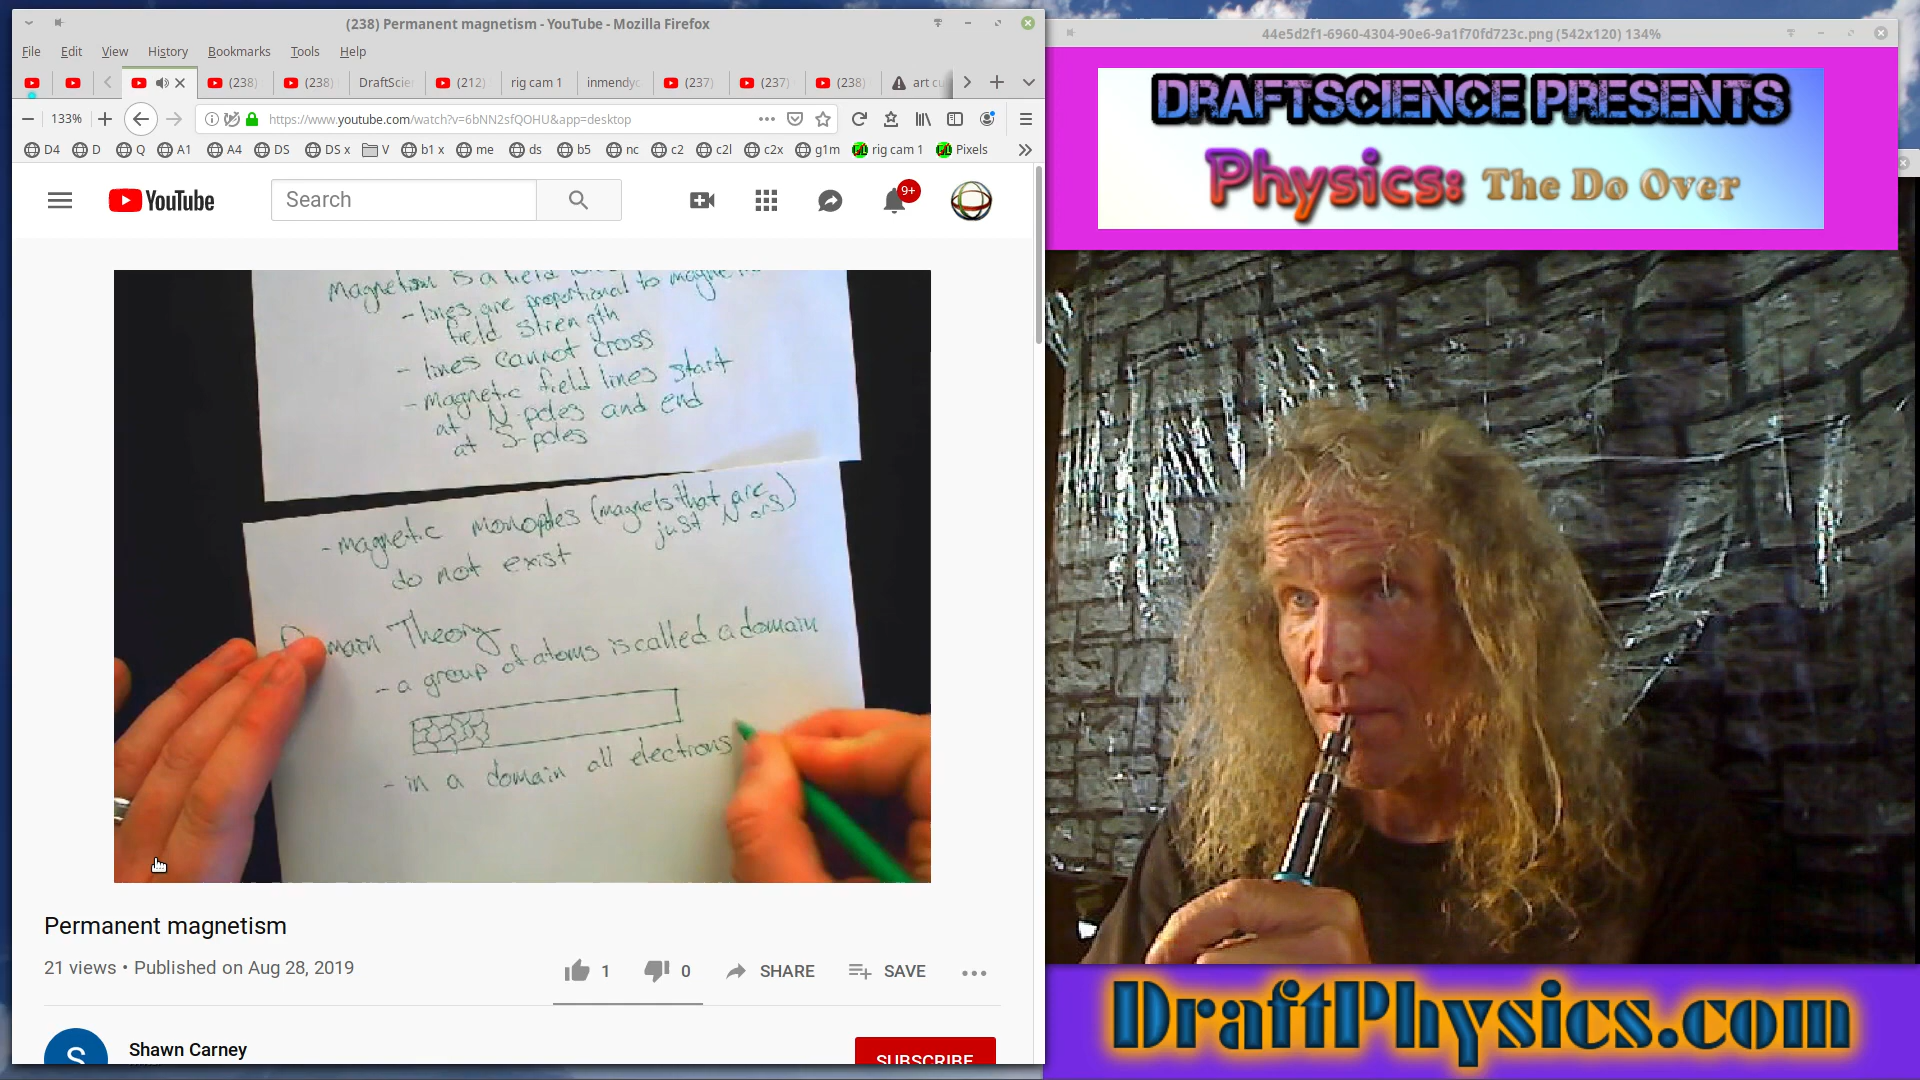 (238) Permanent magnetism - YouTube - Mozilla Firefox
File Edit View History Bookmarks Tools Help
(238) (238) DraftScien (212) rig cam 1 inmendyc (237) (237) (238) art cu
133% https://www.youtube.com/watch?v=6bNN2sfQOHU&app=desktop
D4 D Q A1 A4 DS DS x V b1 x me ds b5 nc c2 c2l c2x g1m rig cam 1 Pixels
YouTube Search 9+
Magnetism is a field
- lines are proportional to
field strength
- lines cannot cross
- magnetic field lines start
at N-poles and end
at S-poles
- magnetic monoples (magnets that are
just N or S)
do not exist
main Theory
- a group of atoms is called a domain
- in a domain all electrons
Permanent magnetism
21 views • Published on Aug 28, 2019
1 0 SHARE SAVE
S Shawn Carney
SUBSCRIBE
44e5d2f1-6960-4304-90e6-9a1f70fd723c.png (542x120) 134%
DRAFTSCIENCE PRESENTS
Physics: The Do Over
DraftPhysics.com